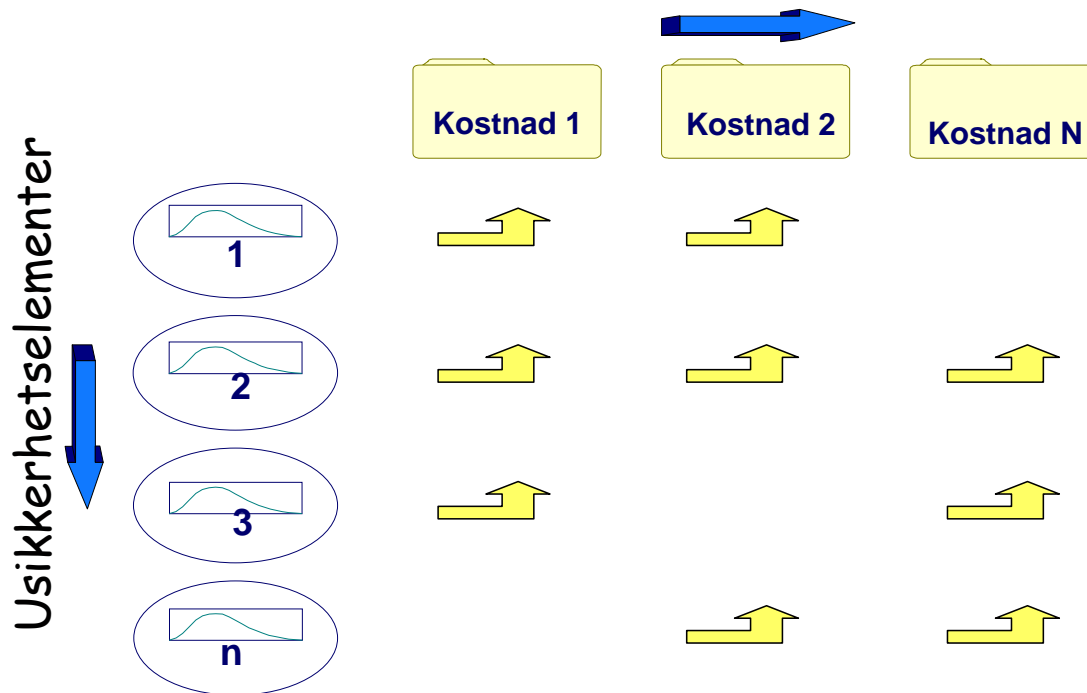 Kostnad 1
Kostnad 2
Kostnad N
Usikkerhetselementer
1
2
3
n